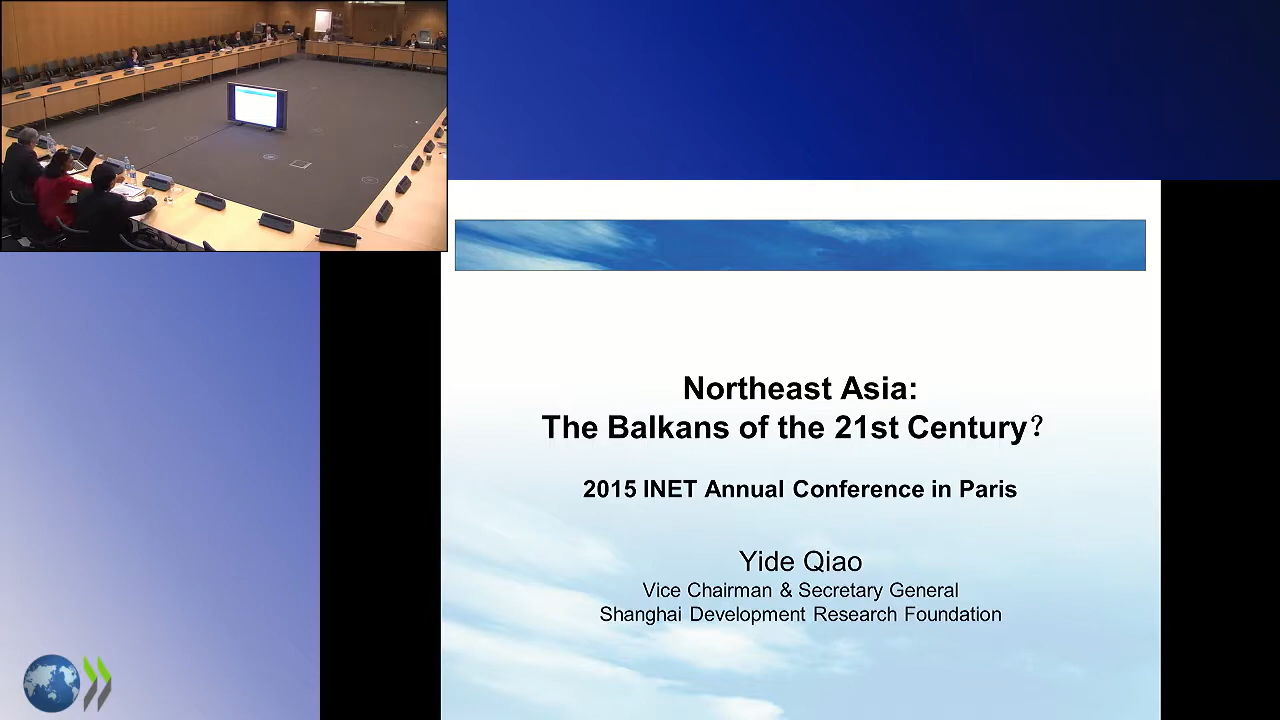 Northeast Asia:
The Balkans of the 21st Century？
2015 INET Annual Conference in Paris
Yide Qiao
Vice Chairman & Secretary General
Shanghai Development Research Foundation